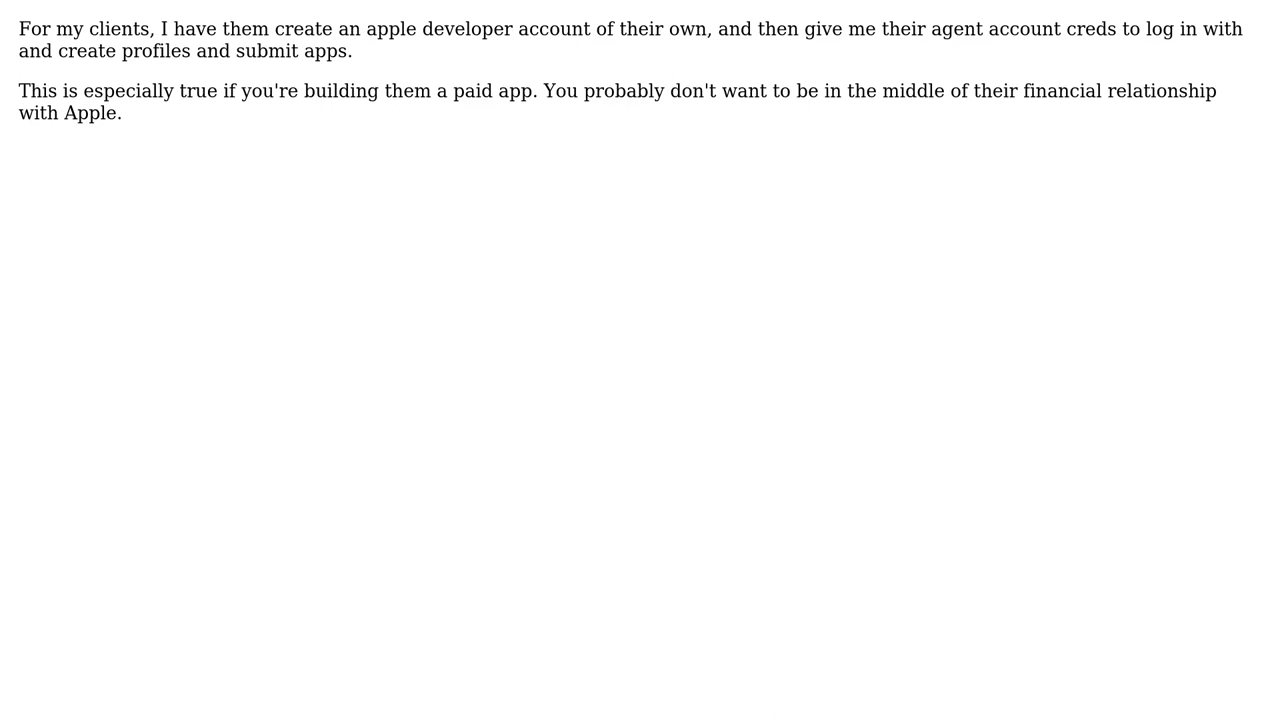 For my clients, I have them create an apple developer account of their own, and then give me their agent account creds to log in with
and create profiles and submit apps.
This is especially true if you're building them a paid app. You probably don't want to be in the middle of their financial relationship
with Apple.